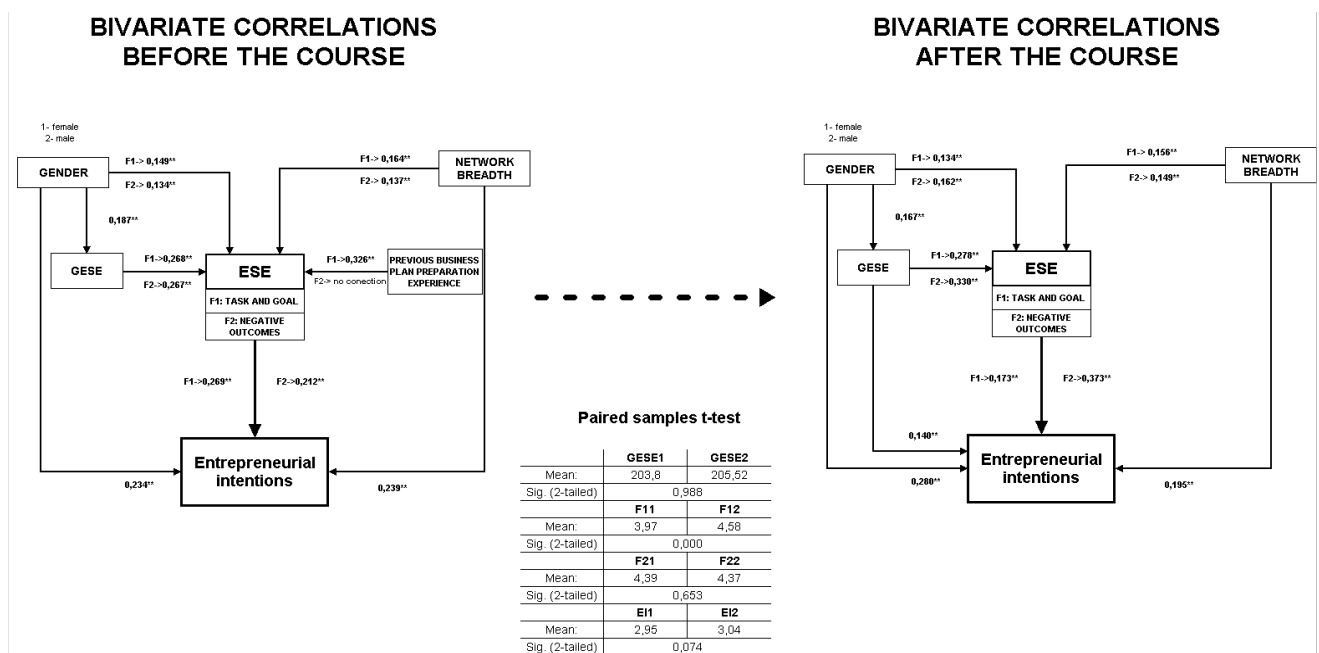 BIVARIATE CORRELATIONS
BEFORE THE COURSE
1- female
2- male
GENDER
F1-> 0,149**
F2-> 0,134**
F1-> 0,164**
F2-> 0,137**
NETWORK
BREADTH
0,187**
GESE
F1->0,268**
F2->0,267**
ESE
F1: TASK AND GOAL
F2: NEGATIVE
OUTCOMES
F1->0,326**
F2-> no conection
PREVIOUS BUSINESS
PLAN PREPARATION
EXPERIENCE
F1->0,269**
F2->0,212**
Entrepreneurial
intentions
0,234**
0,239**
Paired samples t-test
GESE1 GESE2
Mean: 203,8 205,52
Sig. (2-tailed) 0,988
F11 F12
Mean: 3,97 4,58
Sig. (2-tailed) 0,000
F21 F22
Mean: 4,39 4,37
Sig. (2-tailed) 0,653
EI1 EI2
Mean: 2,95 3,04
Sig. (2-tailed) 0,074
BIVARIATE CORRELATIONS
AFTER THE COURSE
1- female
2- male
GENDER
F1-> 0,134**
F2-> 0,162**
F1-> 0,156**
F2-> 0,149**
NETWORK
BREADTH
0,167**
GESE
F1->0,278**
F2->0,330**
ESE
F1: TASK AND GOAL
F2: NEGATIVE
OUTCOMES
F1->0,173**
F2->0,373**
0,140**
Entrepreneurial
intentions
0,280**
0,195**